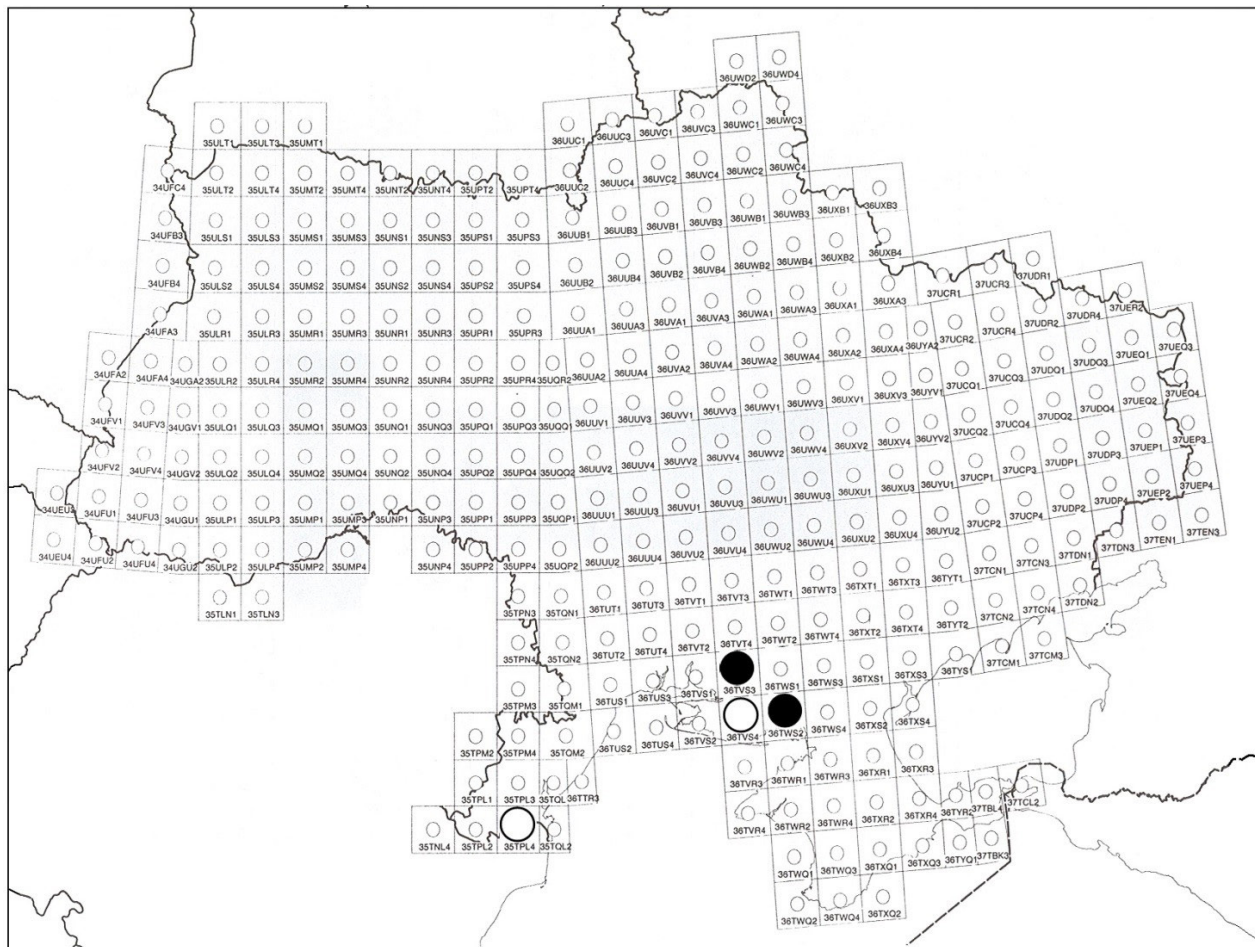 36UWD2 36UWD4
35ULT1 35ULT3 35UMT1 36UUC1 36UUC3 36UVC1 36UVC3 36UWC1 36UWC3
34UFC4 35ULT2 35ULT4 35UMT2 35UMT4 35UNT2 35UNT4 35UPT2 35UPT4 36UUC2 36UUC4 36UVC2 36UVC4 36UWC2 36UWC4
34UFB3 35ULS1 35ULS3 35UMS1 35UMS3 35UNS1 35UNS3 35UPS1 35UPS3 36UUB1 36UUB3 36UVB1 36UVB3 36UWB1 36UWB3 36UXB1 36UXB3
34UFB4 35ULS2 35ULS4 35UMS2 35UMS4 35UNS2 35UNS4 35UPS2 35UPS4 36UUB2 36UUB4 36UVB2 36UVB4 36UWB2 36UWB4 36UXB2 36UXB4
34UFA3 35ULR1 35ULR3 35UMR1 35UMR3 35UNR1 35UNR3 35UPR1 35UPR3 36UUA1 36UUA3 36UVA1 36UVA3 36UWA1 36UWA3 36UXA1 36UXA3 37UCR1 37UCR3 37UDR1
34UFA2 34UFA4 34UGA2 35ULR2 35ULR4 35UMR2 35UMR4 35UNR2 35UNR4 35UPR2 35UPR4 35UQR2 36UUA2 36UUA4 36UVA2 36UVA4 36UWA2 36UWA4 36UXA2 36UXA4 36UYA2 37UCR2 37UCR4 37UDR2 37UDR4 37UER2
34UFV1 34UFV3 34UGV1 35ULQ1 35ULQ3 35UMQ1 35UMQ3 35UNQ1 35UNQ3 35UPQ1 35UPQ3 35UQQ1 36UUV1 36UUV3 36UVV1 36UVV3 36UWV1 36UWV3 36UXV1 36UXV3 36UYV1 37UCQ1 37UCQ3 37UDQ1 37UDQ3 37UEQ1 37UEQ3
34UFV2 34UFV4 34UGV2 35ULQ2 35ULQ4 35UMQ2 35UMQ4 35UNQ2 35UNQ4 35UPQ2 35UPQ4 35UQQ2 36UUV2 36UUV4 36UVV2 36UVV4 36UWV2 36UWV4 36UXV2 36UXV4 36UYV2 37UCQ2 37UCQ4 37UDQ2 37UDQ4 37UEQ2 37UEQ4
34UFU1 34UFU3 34UGU1 35ULP1 35ULP3 35UMP1 35UMP3 35UNP1 35UNP3 35UPP1 35UPP3 35UQP1 36UUU1 36UUU3 36UVU1 36UVU3 36UWU1 36UWU3 36UXU1 36UXU3 36UYU1 37UCP1 37UCP3 37UDP1 37UDP3 37UEP1 37UEP3
34UEU4 34UFU2 34UFU4 34UGU2 35ULP2 35ULP4 35UMP2 35UMP4 35UNP4 35UPP2 35UPP4 35UQP2 36UUU2 36UUU4 36UVU2 36UVU4 36UWU2 36UWU4 36UXU2 36UXU4 36UYU2 37UCP2 37UCP4 37UDP2 37UDP4 37UEP2 37UEP4
35TLN1 35TLN3 35TPN3 35TQN1 36TUT1 36TUT3 36TVT1 36TVT3 36TWT1 36TWT3 36TXT1 36TXT3 36TYT1 37TCN1 37TCN3 37TDN1 37TDN3 37TEN1 37TEN3
35TPN4 35TQN2 36TUT2 36TUT4 36TVT2 36TVT4 36TWT2 36TWT4 36TXT2 36TXT4 36TYT2 37TCN2 37TCN4 37TDN2
35TPM3 35TQM1 36TUS1 36TUS3 36TVS1 36TVS3 36TWS1 36TWS3 36TXS1 36TXS3 36TYS1 37TCM1 37TCM3
35TPM2 35TPM4 35TQM2 36TUS2 36TUS4 36TVS2 36TVS4 36TWS2 36TWS4 36TXS2 36TXS4
35TPL1 35TPL3 35TQL 36TTR3 36TVR3 36TWR1 36TWR3 36TXR1 36TXR3
35TNL4 35TPL2 35TPL4 35TQL2 36TVR4 36TWR2 36TWR4 36TXR2 36TXR4 36TYR2 37TBL4 37TCL2
36TWQ1 36TWQ3 36TXQ1 36TXQ3 36TYQ1 37TBK3
36TWQ2 36TWQ4 36TXQ2